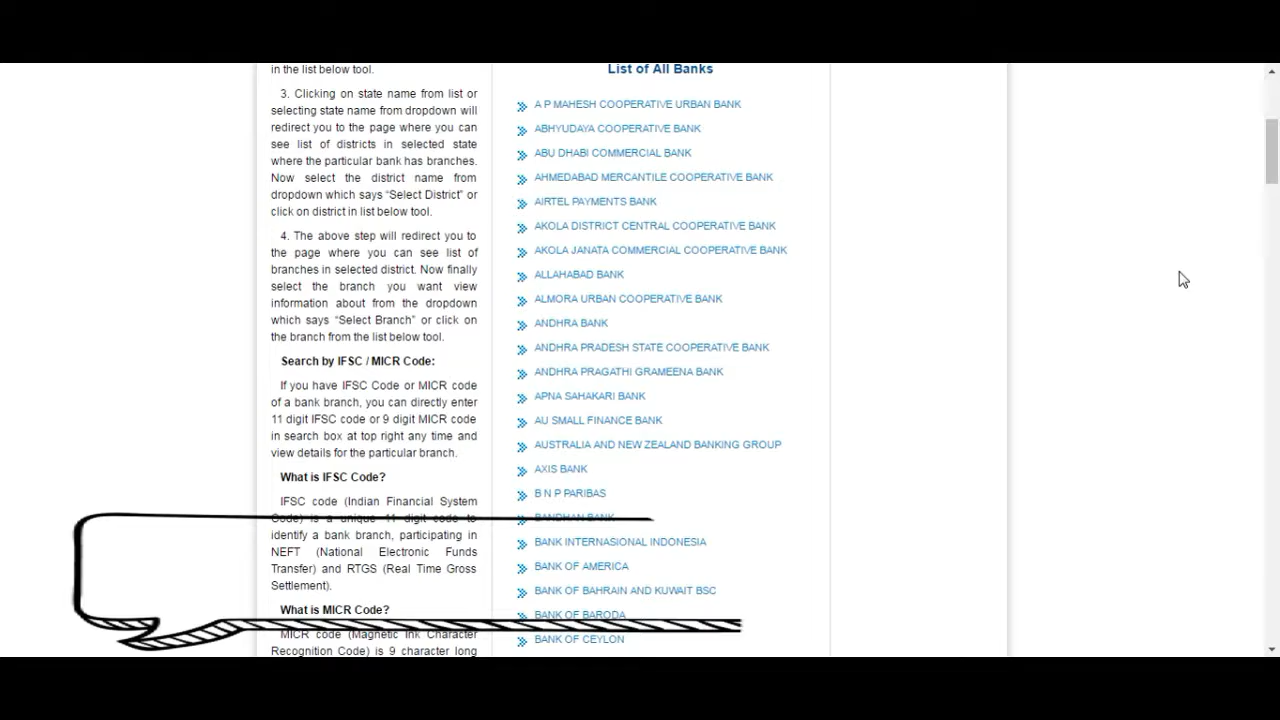 in the list below tool.
3. Clicking on state name from list or
selecting state name from dropdown will
redirect you to the page where you can
see list of districts in selected state
where the particular bank has branches.
Now select the district name from
dropdown which says “Select District” or
click on district in list below tool.
4. The above step will redirect you to
the page where you can see list of
branches in selected district. Now finally
select the branch you want view
information about from the dropdown
which says “Select Branch” or click on
the branch from the list below tool.
Search by IFSC / MICR Code:
If you have IFSC Code or MICR code
of a bank branch, you can directly enter
11 digit IFSC code or 9 digit MICR code
in search box at top right any time and
view details for the particular branch.
What is IFSC Code?
IFSC code (Indian Financial System
Code) is a unique 11 digit code to
identify a bank branch, participating in
NEFT (National Electronic Funds
Transfer) and RTGS (Real Time Gross
Settlement).
What is MICR Code?
MICR code (Magnetic Ink Character
Recognition Code) is 9 character long
List of All Banks
A P MAHESH COOPERATIVE URBAN BANK
ABHYUDAYA COOPERATIVE BANK
ABU DHABI COMMERCIAL BANK
AHMEDABAD MERCANTILE COOPERATIVE BANK
AIRTEL PAYMENTS BANK
AKOLA DISTRICT CENTRAL COOPERATIVE BANK
AKOLA JANATA COMMERCIAL COOPERATIVE BANK
ALLAHABAD BANK
ALMORA URBAN COOPERATIVE BANK
ANDHRA BANK
ANDHRA PRADESH STATE COOPERATIVE BANK
ANDHRA PRAGATHI GRAMEENA BANK
APNA SAHAKARI BANK
AU SMALL FINANCE BANK
AUSTRALIA AND NEW ZEALAND BANKING GROUP
AXIS BANK
B N P PARIBAS
BANDHAN BANK
BANK INTERNASIONAL INDONESIA
BANK OF AMERICA
BANK OF BAHRAIN AND KUWAIT BSC
BANK OF BARODA
BANK OF CEYLON